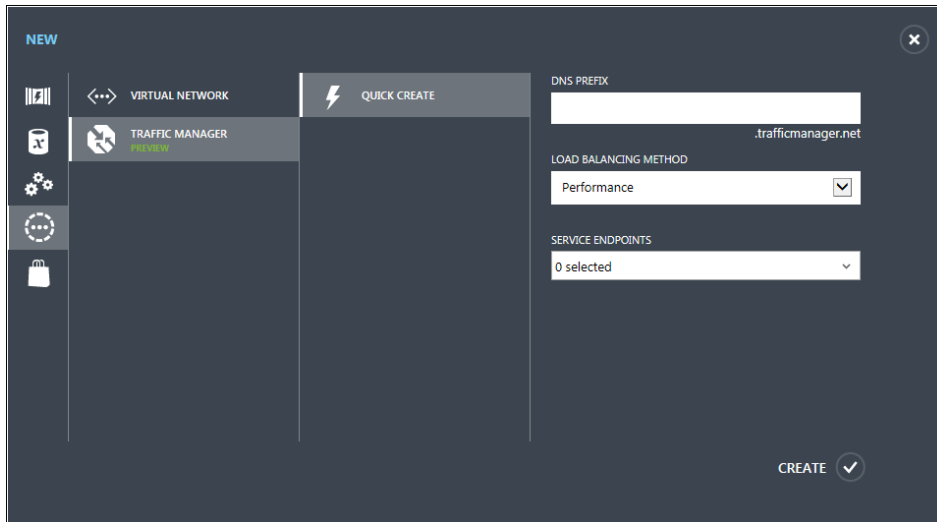 NEW
VIRTUAL NETWORK
TRAFFIC MANAGER
PREVIEW
QUICK CREATE
DNS PREFIX
.trafficmanager.net
LOAD BALANCING METHOD
Performance
SERVICE ENDPOINTS
0 selected
CREATE